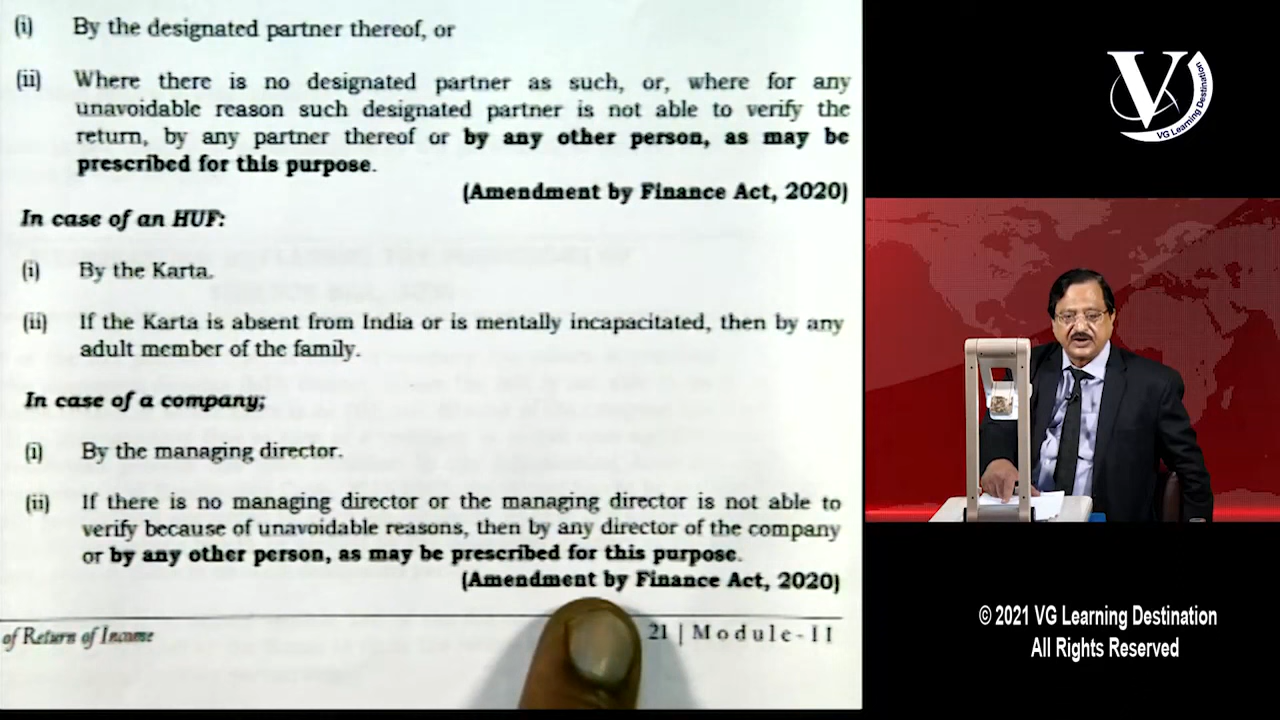 (i) By the designated partner thereof, or
(ii) Where there is no designated partner as such, or, where for any
unavoidable reason such designated partner is not able to verify the
return, by any partner thereof or by any other person, as may be
prescribed for this purpose.
(Amendment by Finance Act, 2020)
In case of an HUF:
(i) By the Karta.
(ii) If the Karta is absent from India or is mentally incapacitated, then by any
adult member of the family.
In case of a company;
(i) By the managing director.
(ii) If there is no managing director or the managing director is not able to
verify because of unavoidable reasons, then by any director of the company
or by any other person, as may be prescribed for this purpose.
(Amendment by Finance Act, 2020)
of Return of Income
21 | Module-II
V
VG Learning Destination
© 2021 VG Learning Destination
All Rights Reserved